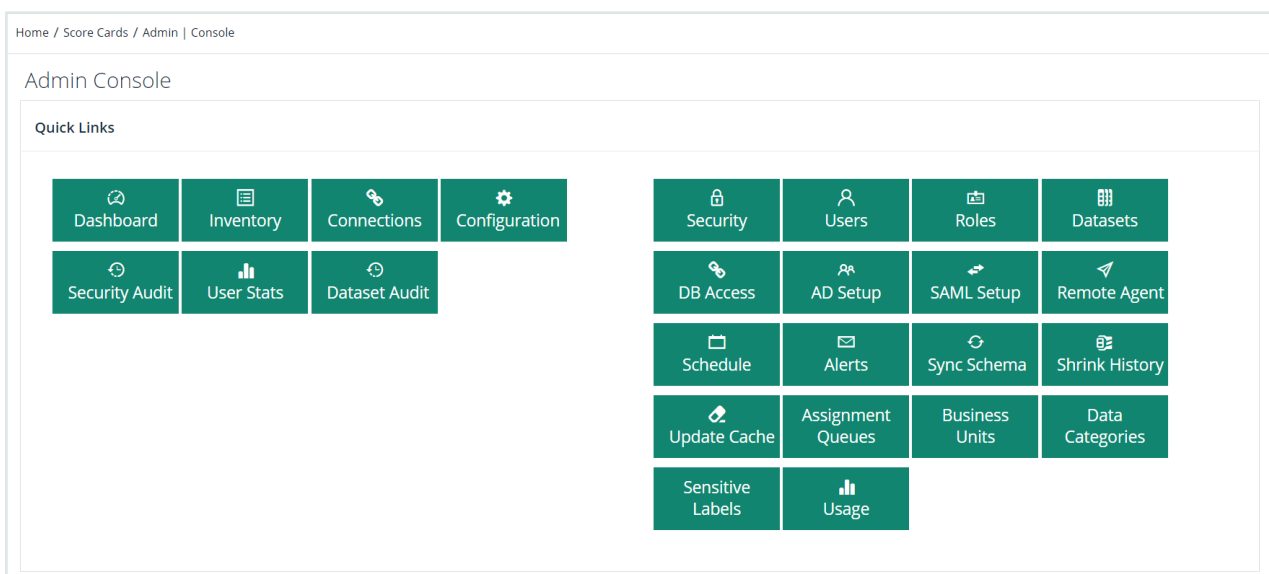 Home / Score Cards / Admin | Console
Admin Console
Quick Links
Dashboard
Inventory
Connections
Configuration
Security Audit
User Stats
Dataset Audit
Security
Users
Roles
Datasets
DB Access
AD Setup
SAML Setup
Remote Agent
Schedule
Alerts
Sync Schema
Shrink History
Update Cache
Assignment
Queues
Business
Units
Data
Categories
Sensitive
Labels
Usage